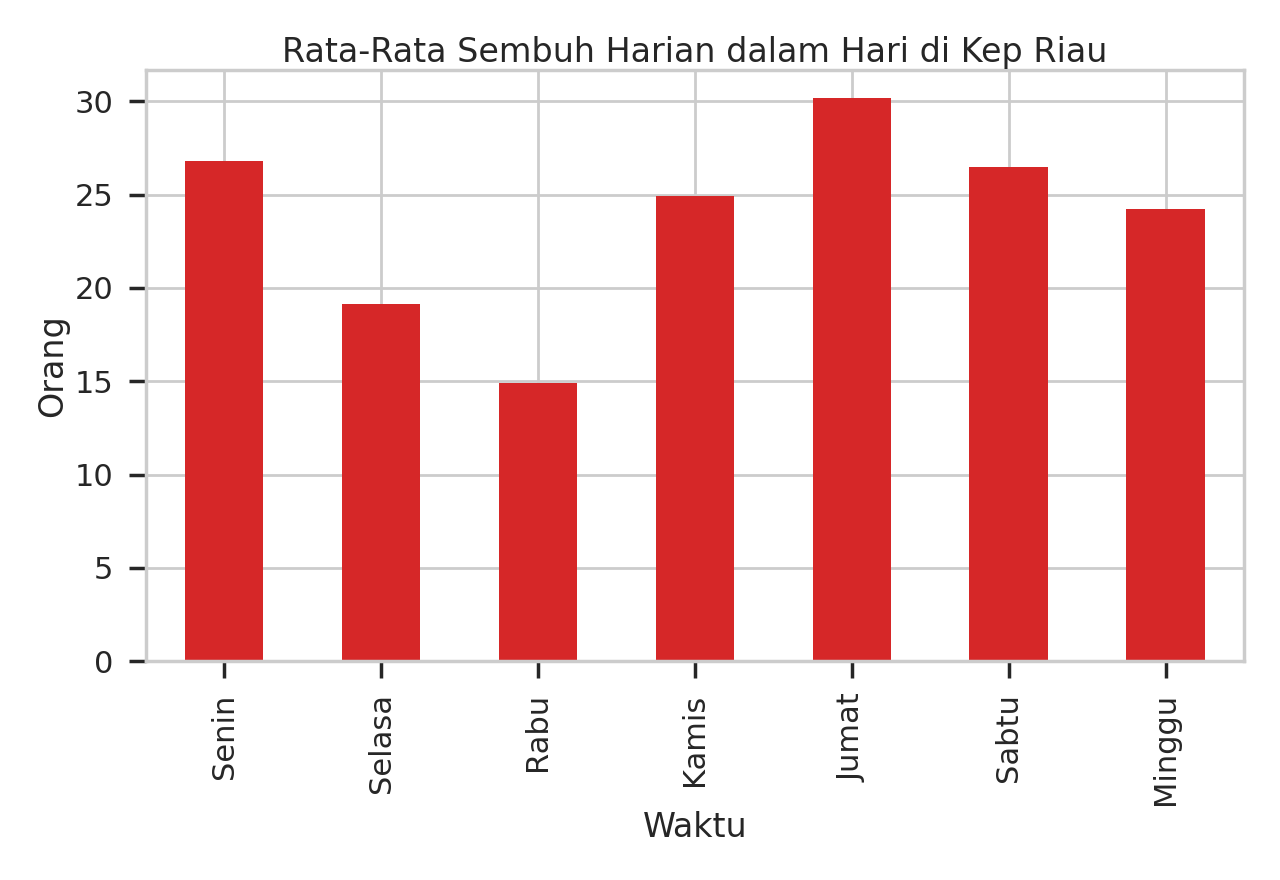 Rata-Rata Sembuh Harian dalam Hari di Kep Riau
30
25
20
15
10
5
0
Orang
Senin
Selasa
Rabu
Kamis
Jumat
Sabtu
Minggu
Waktu